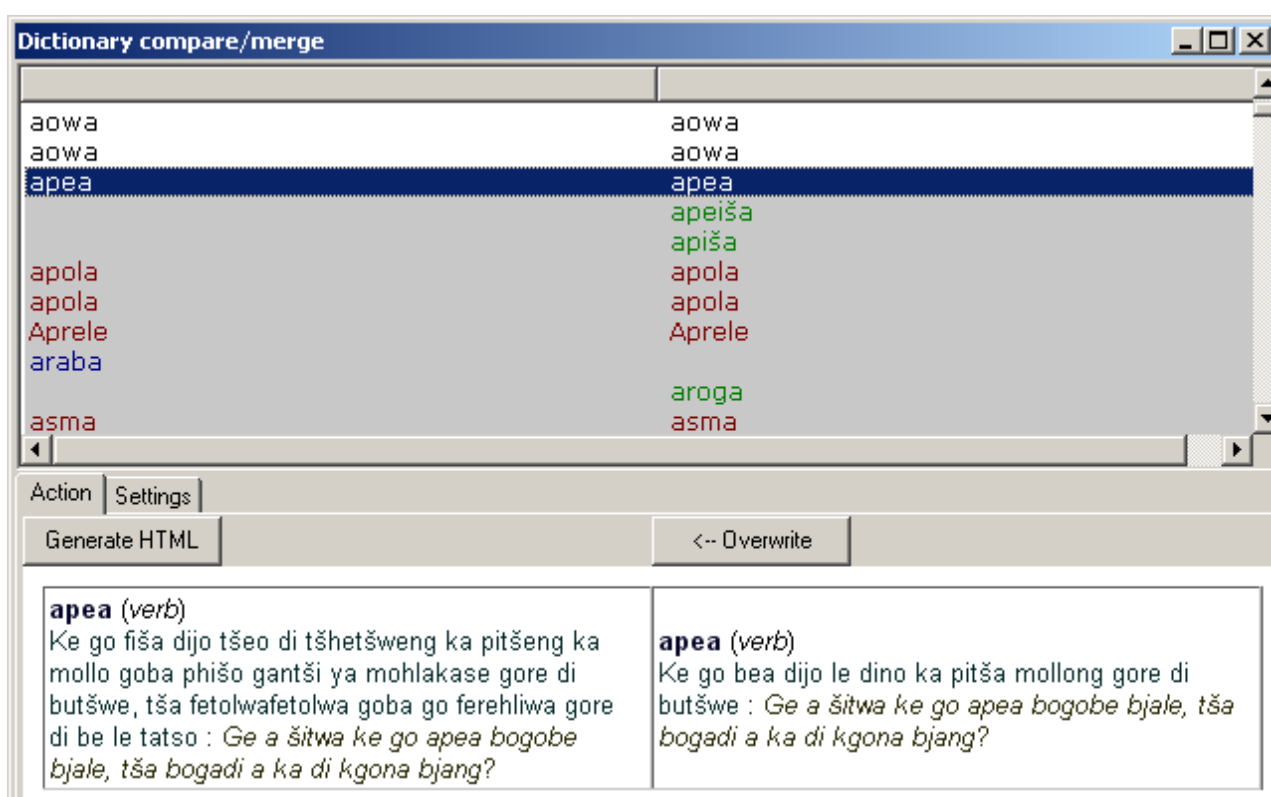 Dictionary compare/merge
aowa aowa
aowa aowa
apea apea
apeiša
apiša
apola apola
apola apola
Aprele Aprele
araba
aroga
asma asma
Action Settings
Generate HTML <-- Overwrite
apea (verb)
Ke go fiša dijo tšeo di tšhetšweng ka pitšeng ka
mollo goba phišo gantši ya mohlakase gore di
butšwe, tša fetolwafetolwa goba go ferehliwa gore
di be le tatso : Ge a šitwa ke go apea bogobe
bjale, tša bogadi a ka di kgona bjang?
apea (verb)
Ke go bea dijo le dino ka pitša mollong gore di
butšwe : Ge a šitwa ke go apea bogobe bjale, tša
bogadi a ka di kgona bjang?